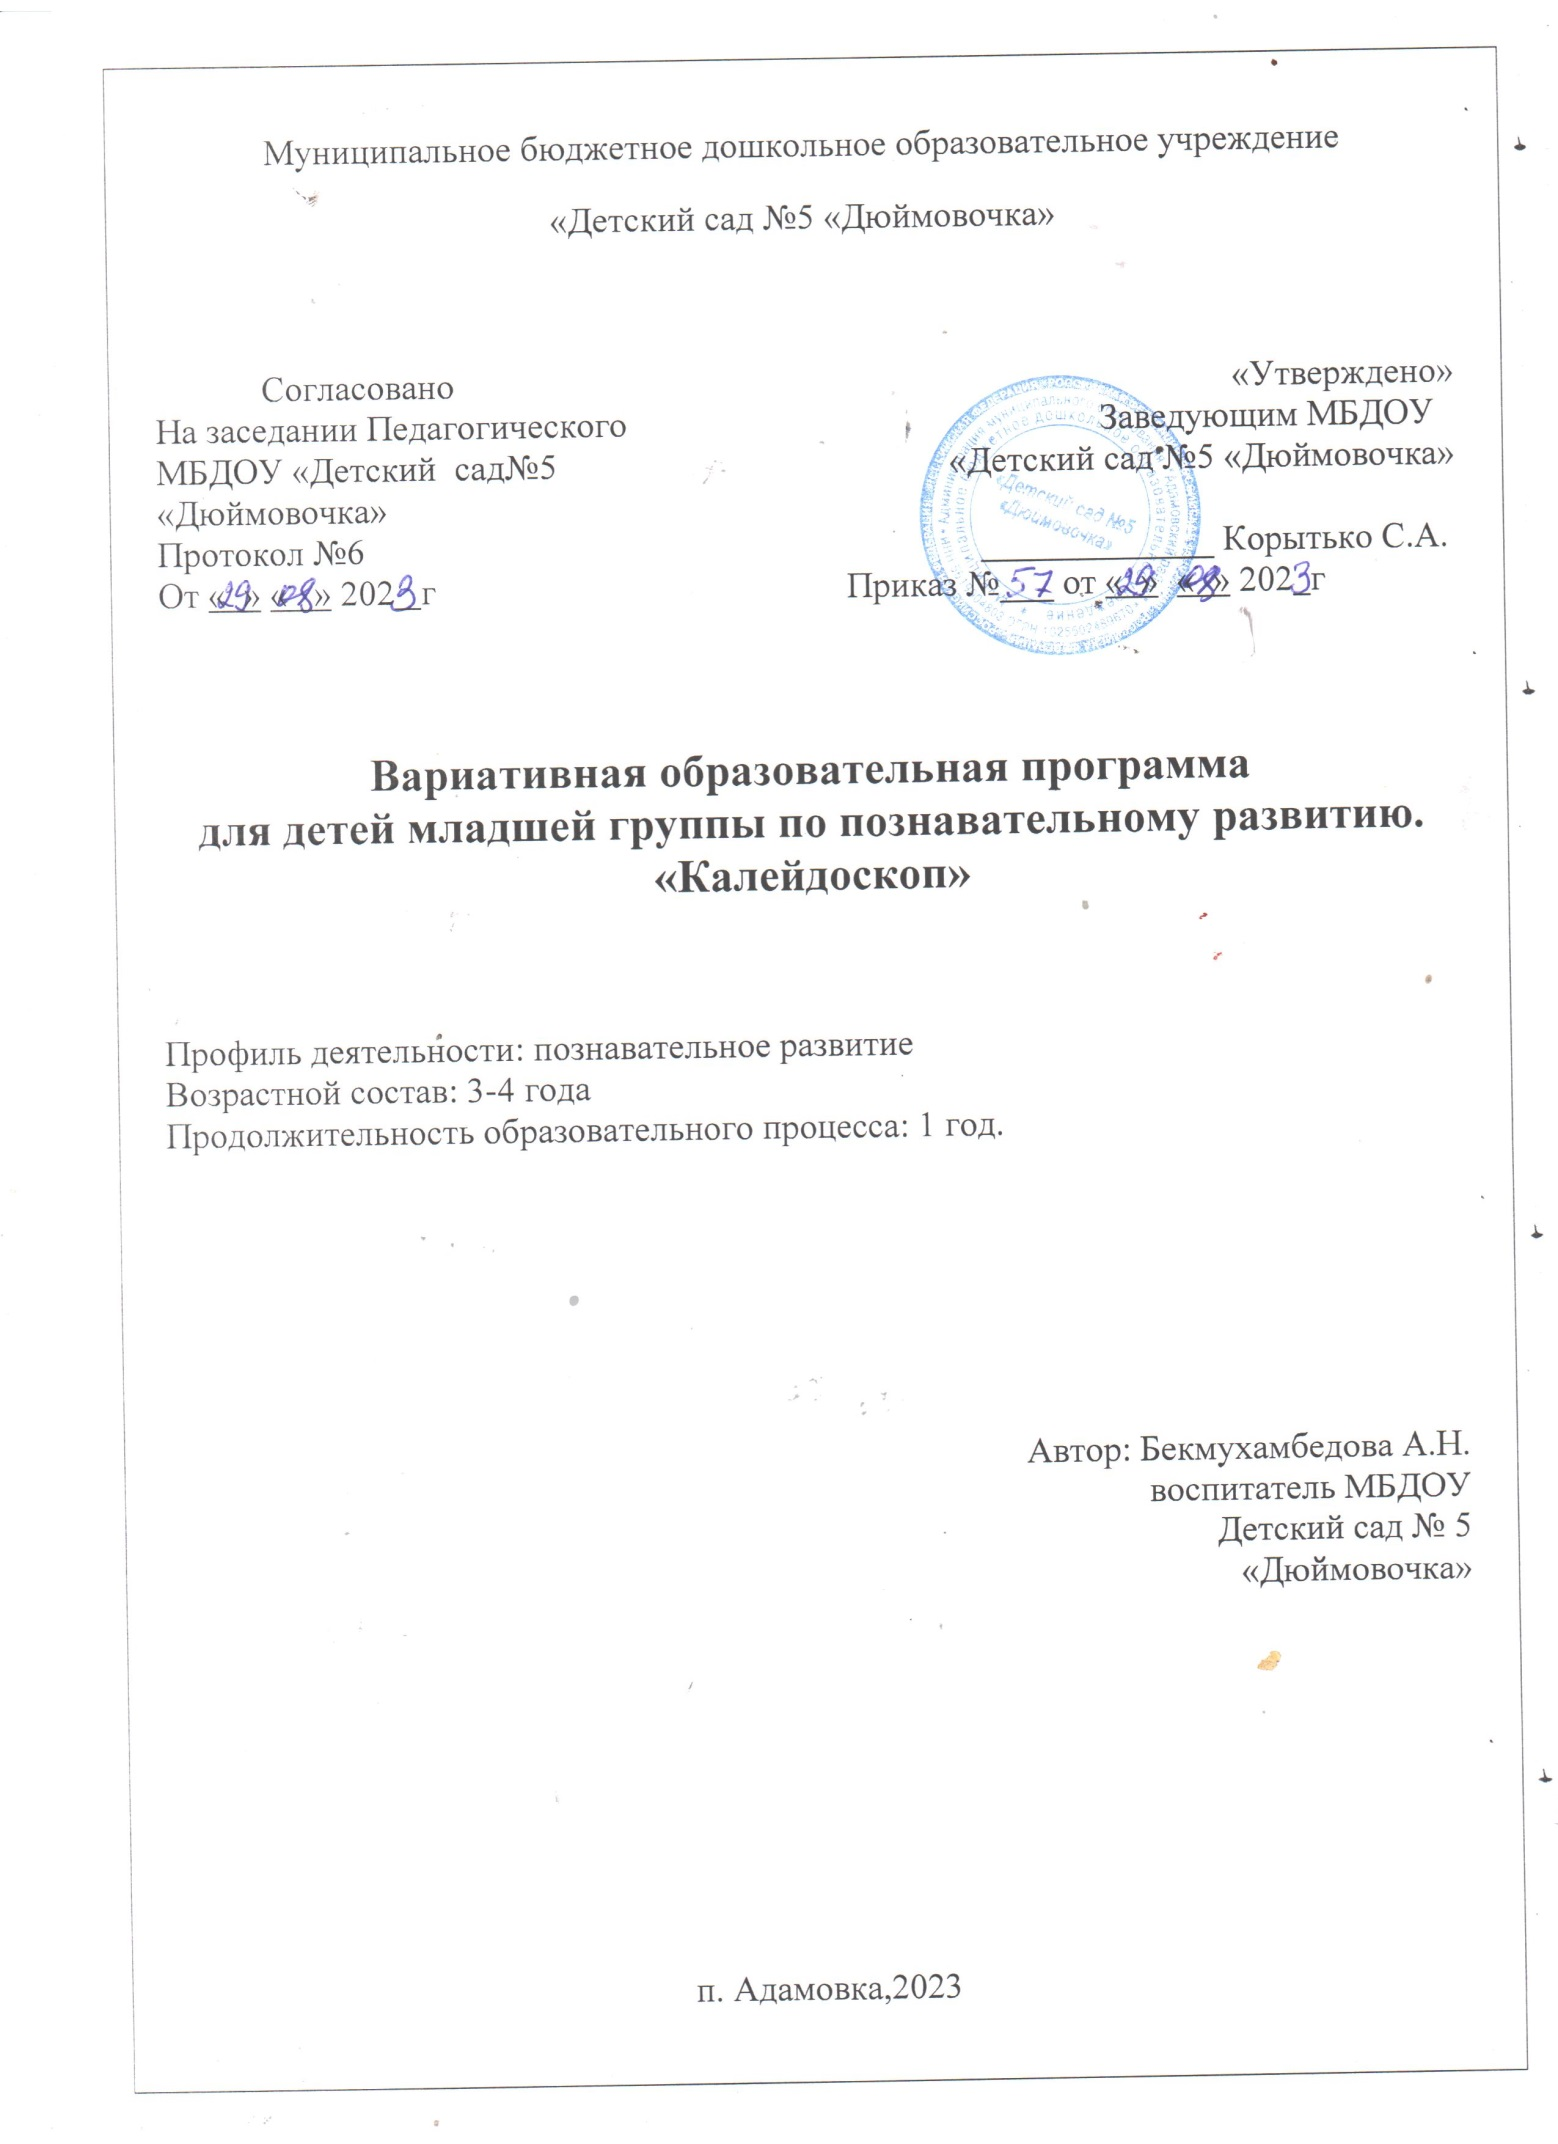 Муниципальное бюджетное дошкольное образовательное учреждение
«Детский сад №5 «Дюймовочка»
Согласовано
На заседании Педагогического
МБДОУ «Детский сад№5
«Дюймовочка»
Протокол №6
От «29» «08» 2023г
«Утверждено»
Заведующим МБДОУ
«Детский сад №5 «Дюймовочка»
Корытько С.А.
Приказ № 57 от «29» «08» 2023г
«Детский сад №5
«Дюймовочка»
Вариативная образовательная программа
для детей младшей группы по познавательному развитию.
«Калейдоскоп»
Профиль деятельности: познавательное развитие
Возрастной состав: 3-4 года
Продолжительность образовательного процесса: 1 год.
Автор: Бекмухамбедова А.Н.
воспитатель МБДОУ
Детский сад № 5
«Дюймовочка»
п. Адамовка,2023